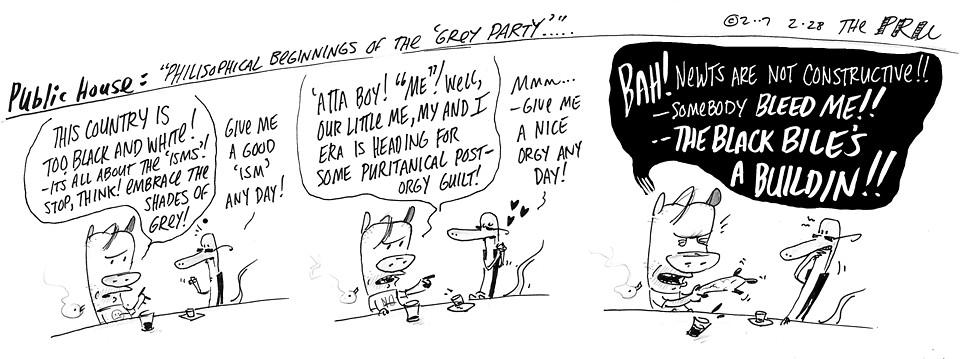 ©2..7 2.28 THE PRU
Public House: "PHILISOPHICAL BEGINNINGS OF THE 'GREY PARTY'".....
THIS COUNTRY IS
TOO BLACK AND WHITE!
-ITS ALL ABOUT THE 'ISMS'!
STOP, THINK! EMBRACE THE
SHADES OF
GREY!
GIVE ME
A GOOD
'ISM'
ANY DAY!
'ATTA BOY! "ME"! WELL,
OUR LITTLE ME, MY AND I
ERA IS HEADING FOR
SOME PURITANICAL POST-
ORGY GUILT!
MMM...
-GIVE ME
A NICE
ORGY ANY
DAY!
BAH! NEWTS ARE NOT CONSTRUCTIVE!!
-SOMEBODY BLEED ME!!
--THE BLACK BILE'S
A BUILDIN!!